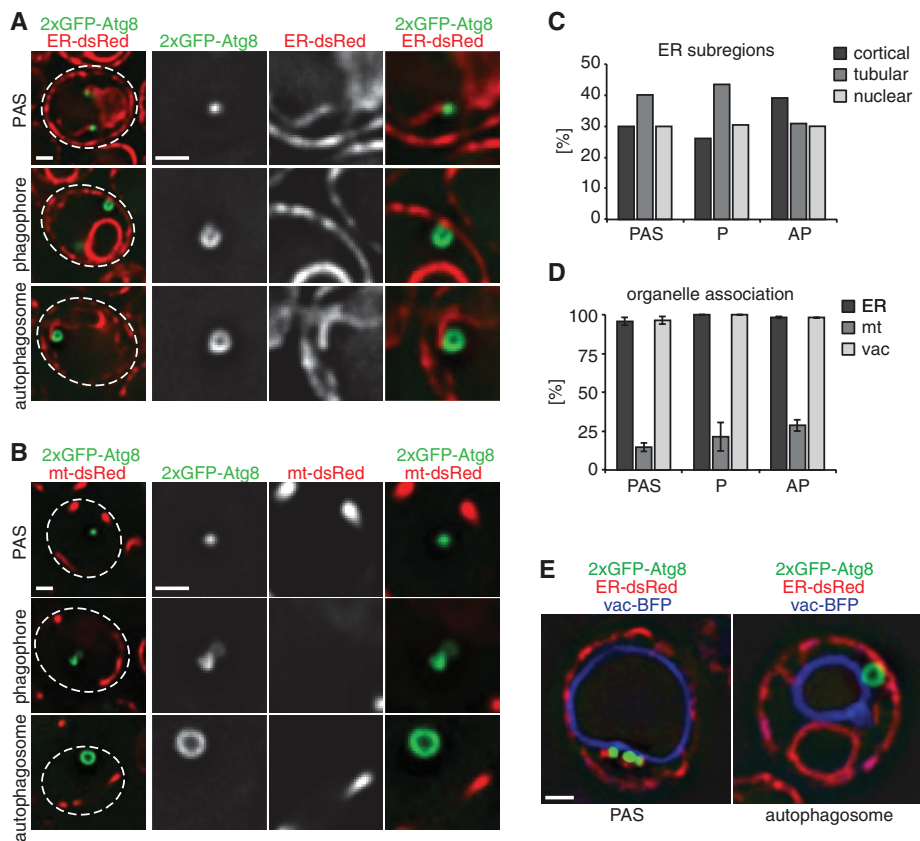 A
2xGFP-Atg8
ER-dsRed
2xGFP-Atg8
ER-dsRed
2xGFP-Atg8
ER-dsRed
PAS
phagophore
autophagosome
B
2xGFP-Atg8
mt-dsRed
2xGFP-Atg8
mt-dsRed
2xGFP-Atg8
mt-dsRed
PAS
phagophore
autophagosome
C
ER subregions
cortical
tubular
nuclear
[%]
50
40
30
20
10
0
PAS
P
AP
D
organelle association
ER
mt
vac
[%]
100
75
50
25
0
PAS
P
AP
E
2xGFP-Atg8
ER-dsRed
vac-BFP
2xGFP-Atg8
ER-dsRed
vac-BFP
PAS
autophagosome